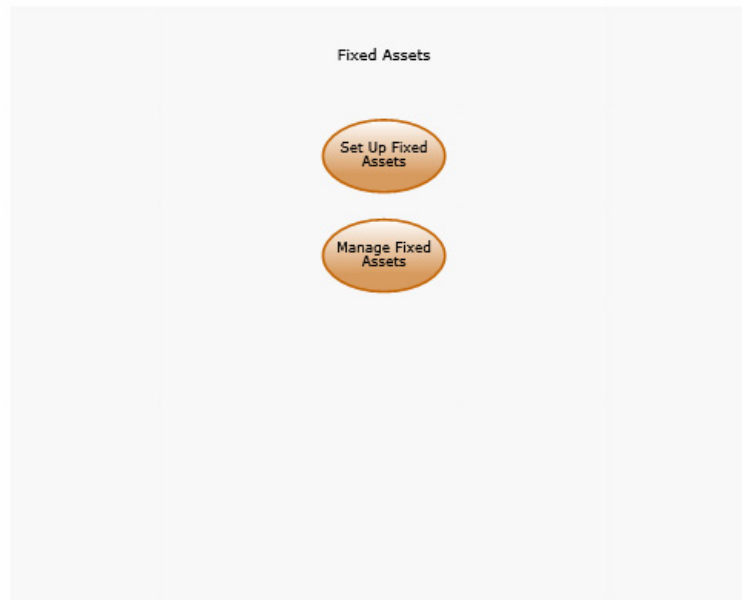 Fixed Assets
Set Up Fixed
Assets
Manage Fixed
Assets